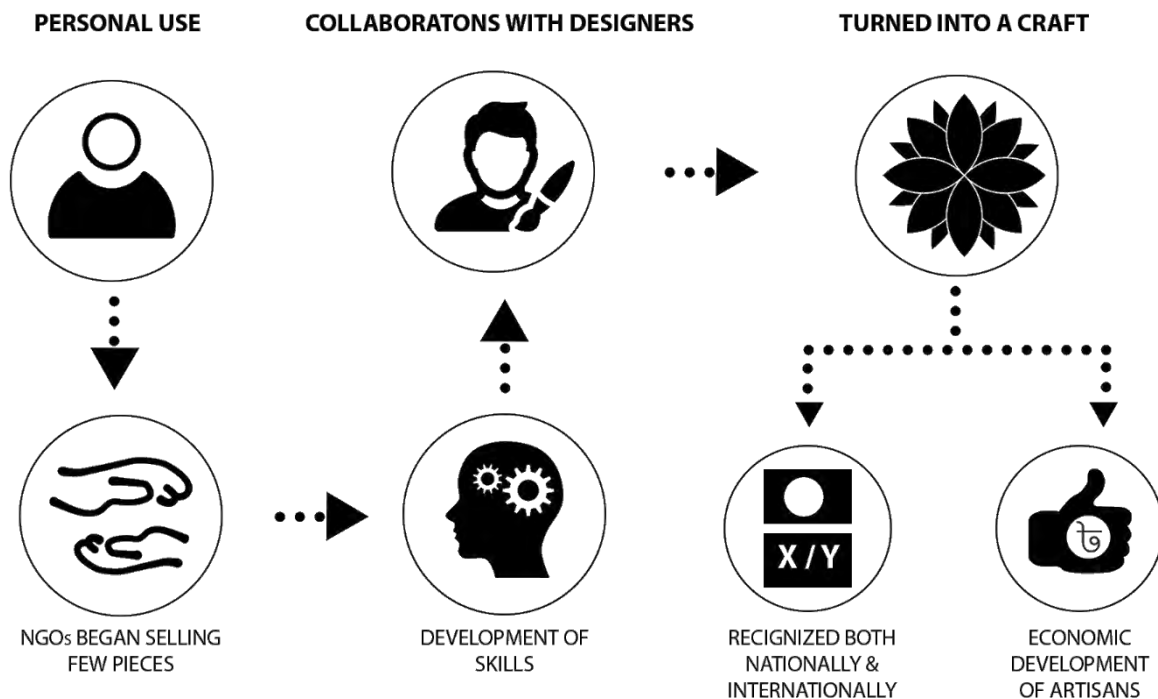 PERSONAL USE
COLLABORATONS WITH DESIGNERS
TURNED INTO A CRAFT
NGOs BEGAN SELLING
FEW PIECES
DEVELOPMENT OF
SKILLS
X / Y
RECIGNIZED BOTH
NATIONALLY &
INTERNATIONALLY
৳
ECONOMIC
DEVELOPMENT
OF ARTISANS